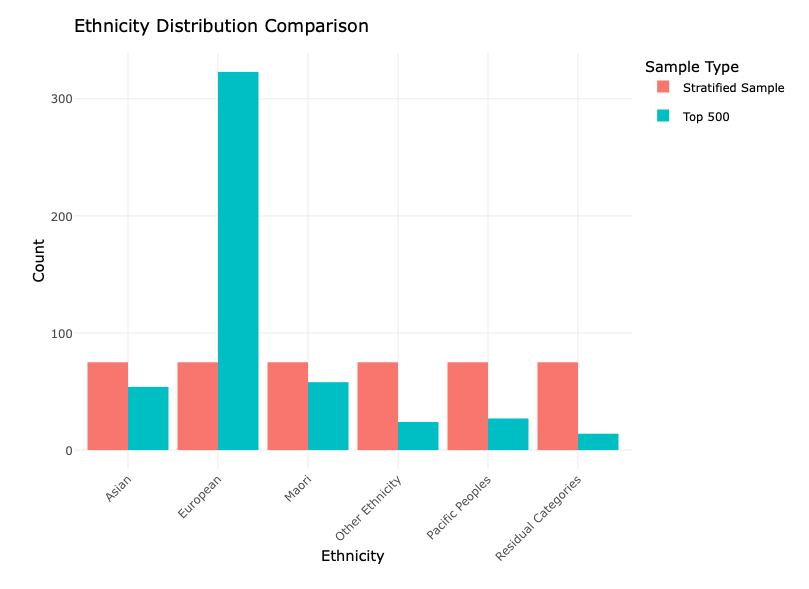 Ethnicity Distribution Comparison
Sample Type
Stratified Sample
Top 500
300
200
100
0
Count
Asian
European
Maori
Other Ethnicity
Pacific Peoples
Residual Categories
Ethnicity